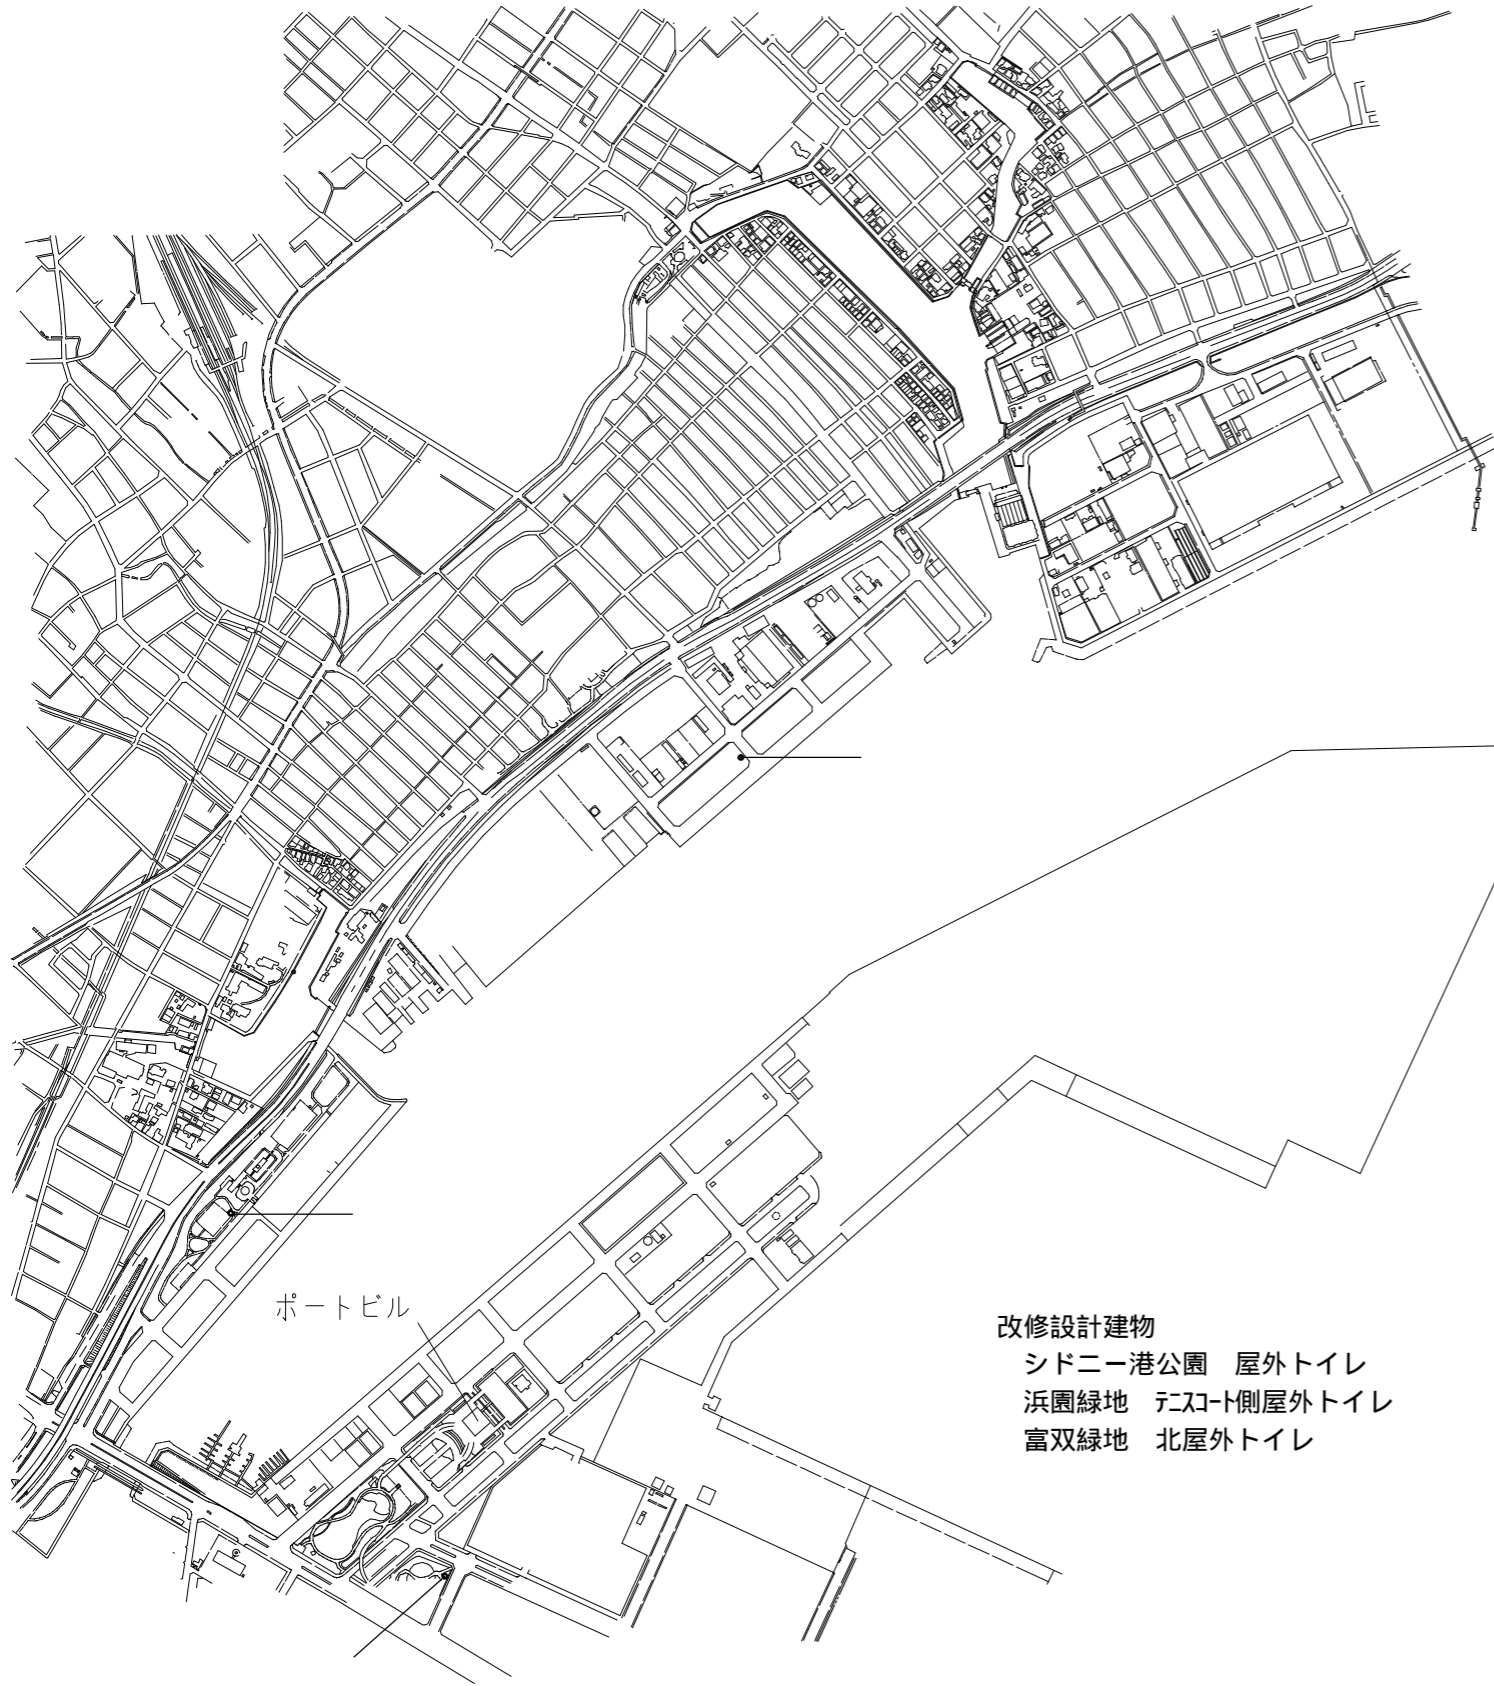 ポートビル
改修設計建物
シドニー港公園　屋外トイレ
浜園緑地　テニスコート側屋外トイレ
富双緑地　北屋外トイレ